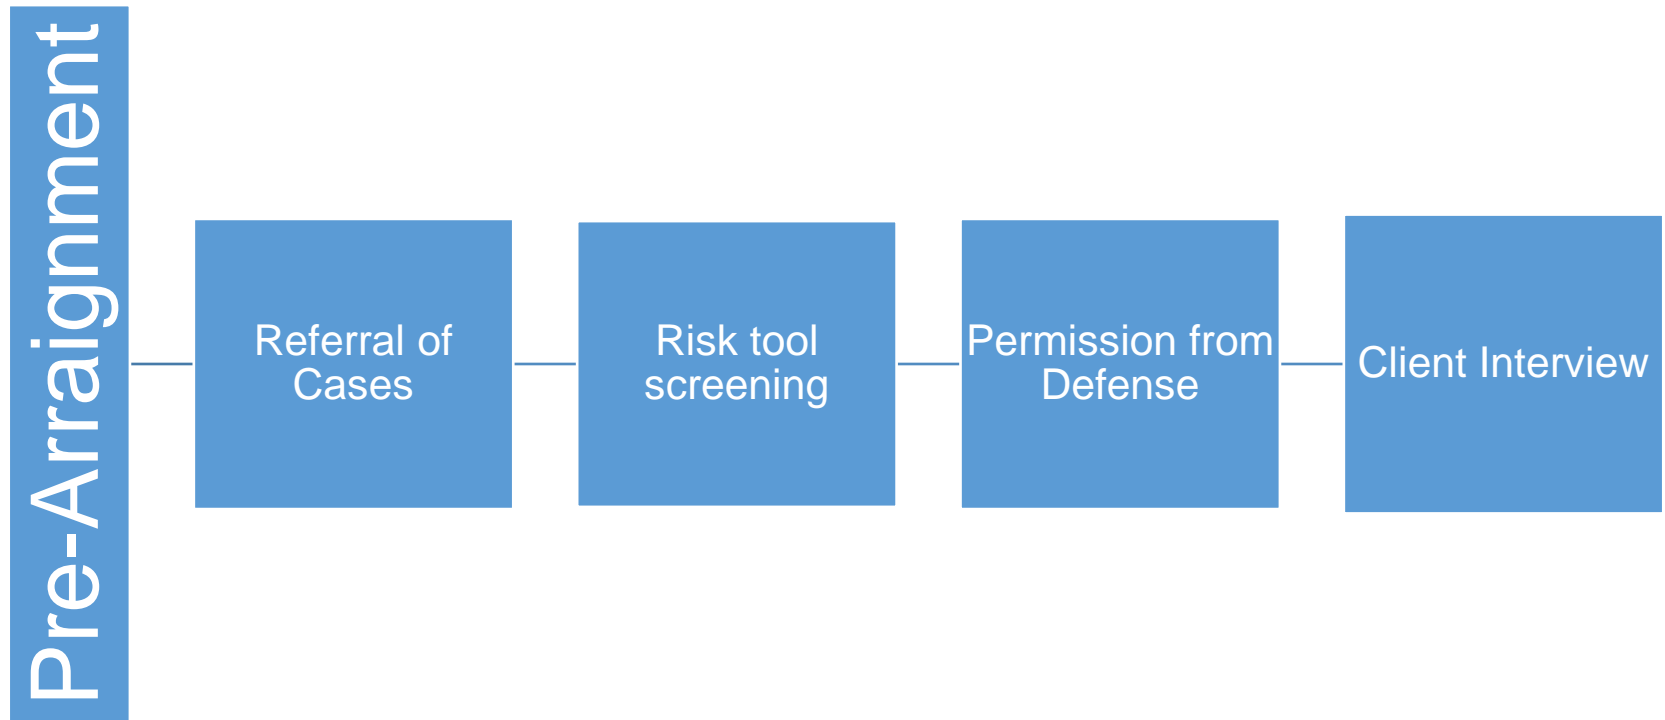 Pre-Arraignment
Referral of
Cases
Risk tool
screening
Permission from
Defense
Client Interview